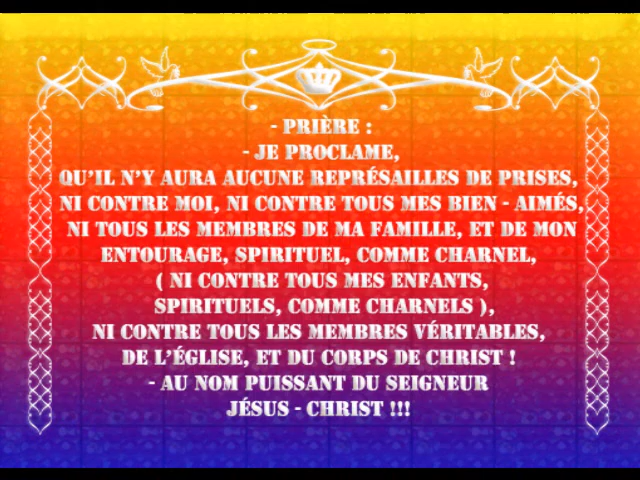 - PRIÈRE :
- JE PROCLAME,
QU'IL N'Y AURA AUCUNE REPRÉSAILLES DE PRISES,
NI CONTRE MOI, NI CONTRE TOUS MES BIEN - AIMÉS,
NI TOUS LES MEMBRES DE MA FAMILLE, ET DE MON
ENTOURAGE, SPIRITUEL, COMME CHARNEL,
( NI CONTRE TOUS MES ENFANTS,
SPIRITUELS, COMME CHARNELS ),
NI CONTRE TOUS LES MEMBRES VÉRITABLES,
DE L'ÉGLISE, ET DU CORPS DE CHRIST !
- AU NOM PUISSANT DU SEIGNEUR
JÉSUS - CHRIST !!!